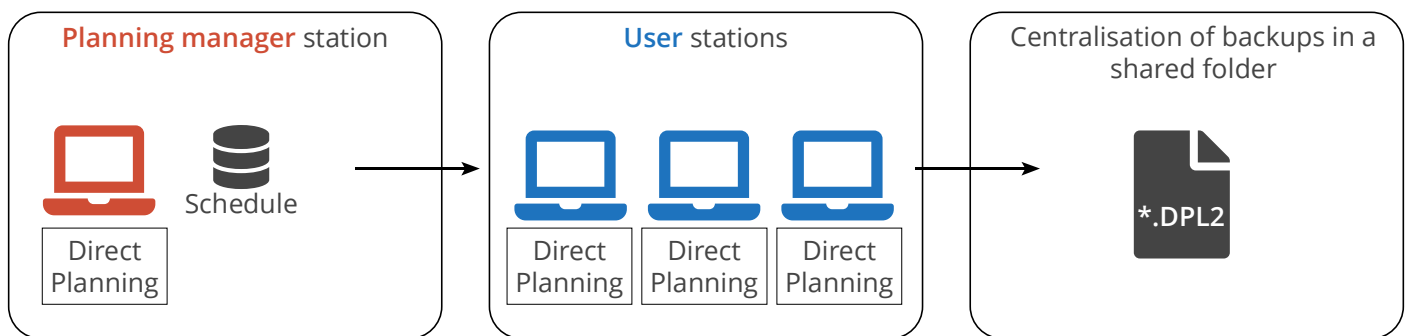 Planning manager station
Schedule
Direct
Planning
User stations
Direct
Planning
Direct
Planning
Direct
Planning
Centralisation of backups in a
shared folder
*.DPL2